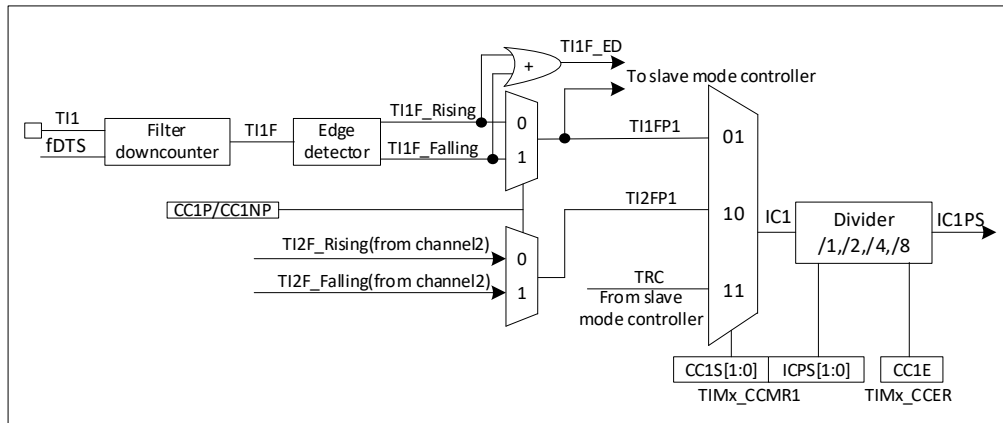 TI1F_ED
+
To slave mode controller
TI1
fDTS
Filter
downcounter
TI1F
Edge
detector
TI1F_Rising
TI1F_Falling
0
1
TI1FP1
01
CC1P/CC1NP
TI2FP1
10
IC1
Divider
/1,/2,/4,/8
IC1PS
TI2F_Rising(from channel2)
TI2F_Falling(from channel2)
0
1
TRC
From slave
mode controller
11
CC1S[1:0]
ICPS[1:0]
CC1E
TIMx_CCMR1
TIMx_CCER